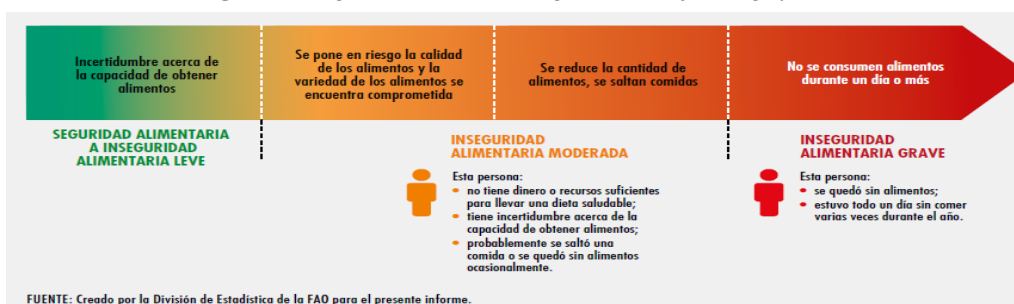 Incertidumbre acerca de
la capacidad de obtener
alimentos
Se pone en riesgo la calidad
de los alimentos y la
variedad de los alimentos se
encuentra comprometida
Se reduce la cantidad de
alimentos, se saltan comidas
No se consumen alimentos
durante un día o más
SEGURIDAD ALIMENTARIA
A INSEGURIDAD
ALIMENTARIA LEVE
INSEGURIDAD
ALIMENTARIA MODERADA
Esta persona:
• no tiene dinero o recursos suficientes
para llevar una dieta saludable;
• tiene incertidumbre acerca de la
capacidad de obtener alimentos;
• probablemente se saltó una
comida o se quedó sin alimentos
ocasionalmente.
INSEGURIDAD
ALIMENTARIA GRAVE
Esta persona:
• se quedó sin alimentos;
• estuvo todo un día sin comer
varias veces durante el año.
FUENTE: Creado por la División de Estadística de la FAO para el presente informe.